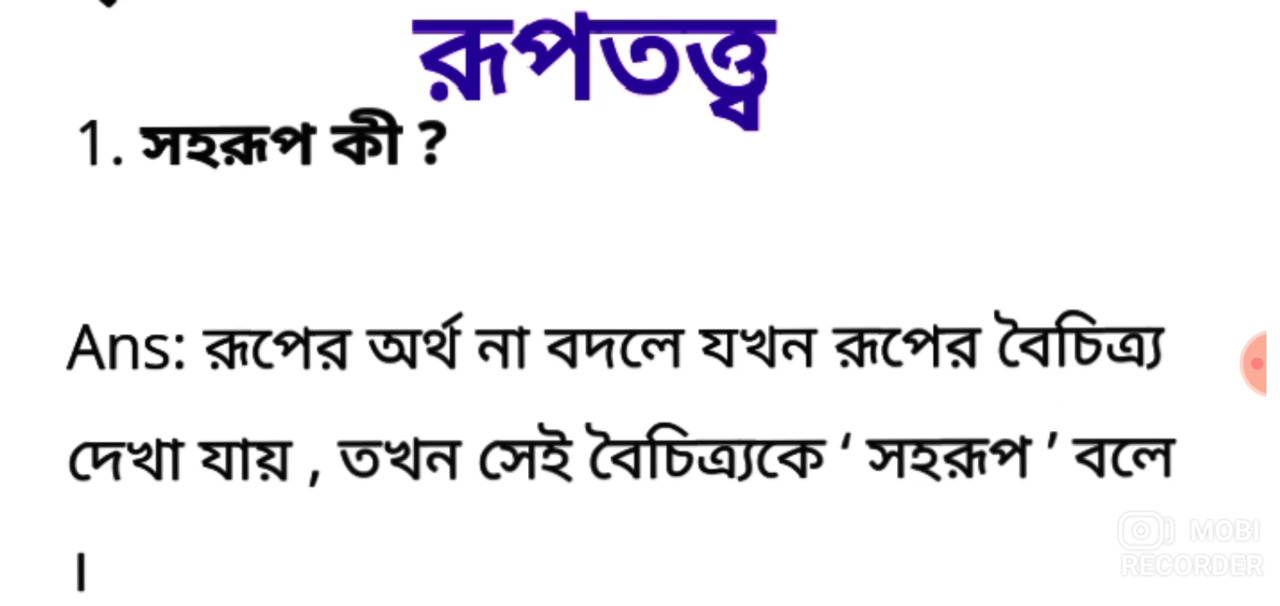 রূপতত্ত্ব
1. সহরূপ কী ?
Ans: রূপের অর্থ না বদলে যখন রূপের বৈচিত্র্য
দেখা যায় , তখন সেই বৈচিত্র্যকে ‘ সহরূপ ’ বলে
।
MOBI
RECORDER